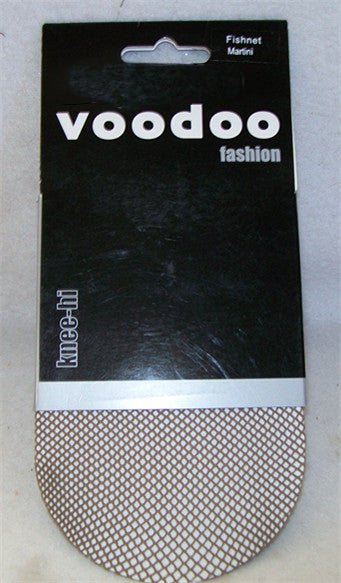 Fishnet
Martini
voodoo
fashion
knee-hi